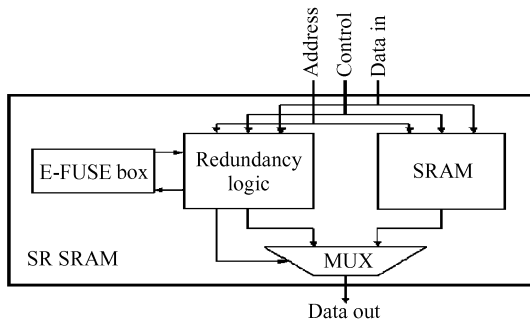 Address
Control
Data in
E-FUSE box
Redundancy
logic
SRAM
SR SRAM
MUX
Data out